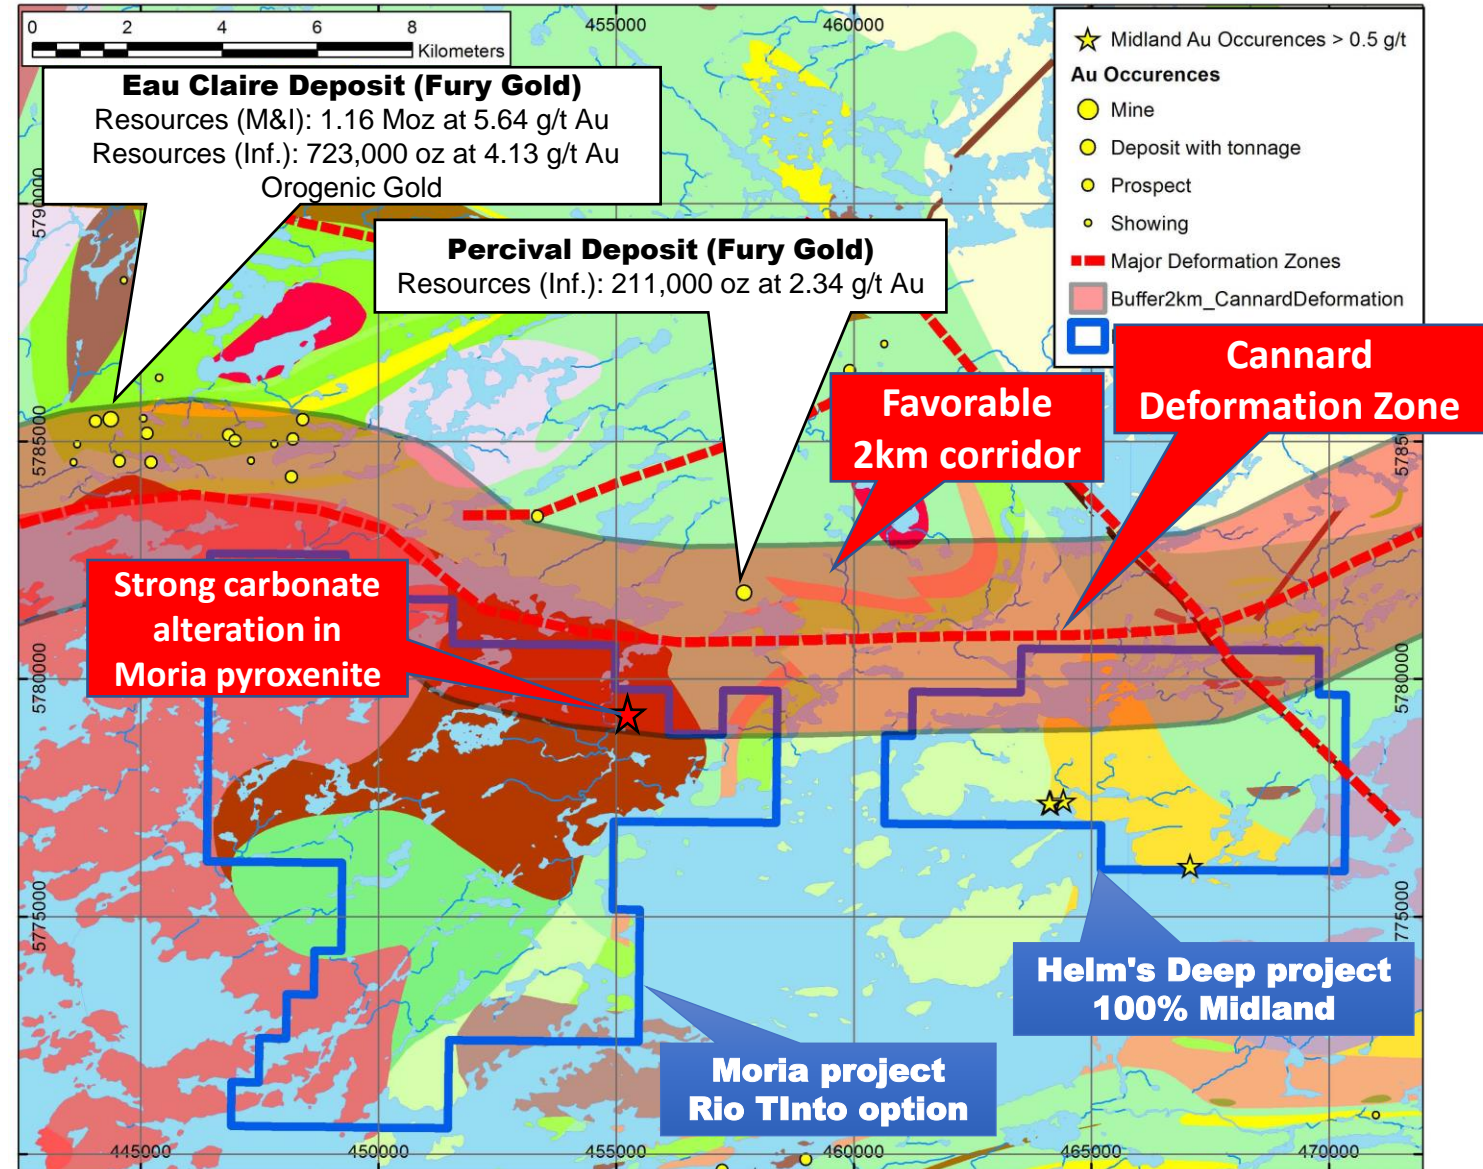 0 2 4 6 8
Kilometers
455000
460000
Midland Au Occurences > 0.5 g/t
Au Occurences
Mine
Deposit with tonnage
Prospect
Showing
Major Deformation Zones
Buffer2km_CannardDeformation
Eau Claire Deposit (Fury Gold)
Resources (M&I): 1.16 Moz at 5.64 g/t Au
Resources (Inf.): 723,000 oz at 4.13 g/t Au
Orogenic Gold
5790000
Percival Deposit (Fury Gold)
Resources (Inf.): 211,000 oz at 2.34 g/t Au
Cannard
Deformation Zone
Favorable
2km corridor
5785000
5785
Strong carbonate
alteration in
Moria pyroxenite
5780000
5780000
5775000
775000
Helm's Deep project
100% Midland
Moria project
Rio TInto option
445000
450000
455000
460000
465000
470000